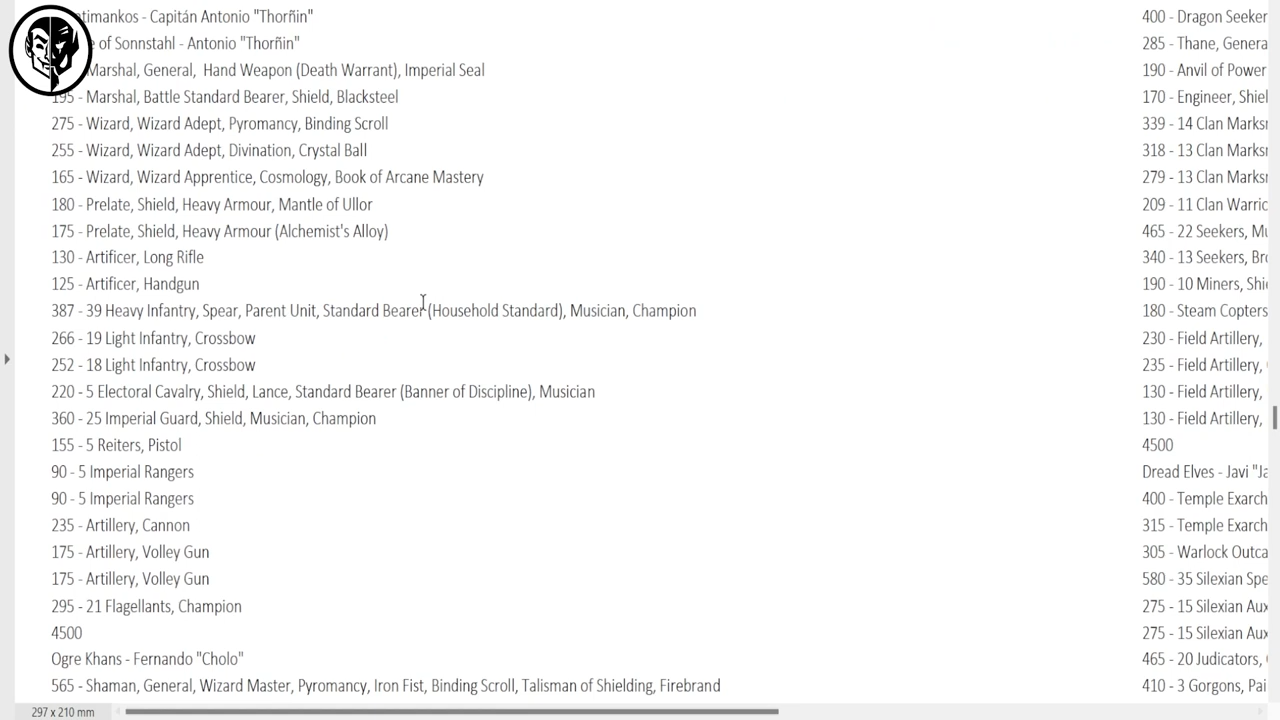 - Capitán Antonio "Thorñin"
of Sonnstahl - Antonio "Thorñin"
Marshal, General, Hand Weapon (Death Warrant), Imperial Seal
195 - Marshal, Battle Standard Bearer, Shield, Blacksteel
275 - Wizard, Wizard Adept, Pyromancy, Binding Scroll
255 - Wizard, Wizard Adept, Divination, Crystal Ball
165 - Wizard, Wizard Apprentice, Cosmology, Book of Arcane Mastery
180 - Prelate, Shield, Heavy Armour, Mantle of Ullor
175 - Prelate, Shield, Heavy Armour (Alchemist's Alloy)
130 - Artificer, Long Rifle
125 - Artificer, Handgun
387 - 39 Heavy Infantry, Spear, Parent Unit, Standard Bearer (Household Standard), Musician, Champion
266 - 19 Light Infantry, Crossbow
252 - 18 Light Infantry, Crossbow
220 - 5 Electoral Cavalry, Shield, Lance, Standard Bearer (Banner of Discipline), Musician
360 - 25 Imperial Guard, Shield, Musician, Champion
155 - 5 Reiters, Pistol
90 - 5 Imperial Rangers
90 - 5 Imperial Rangers
235 - Artillery, Cannon
175 - Artillery, Volley Gun
175 - Artillery, Volley Gun
295 - 21 Flagellants, Champion
4500
Ogre Khans - Fernando "Cholo"
565 - Shaman, General, Wizard Master, Pyromancy, Iron Fist, Binding Scroll, Talisman of Shielding, Firebrand
400 - Dragon Seeker
285 - Thane, Genera
190 - Anvil of Power
170 - Engineer, Shiel
339 - 14 Clan Marksr
318 - 13 Clan Marksr
279 - 13 Clan Marksr
209 - 11 Clan Warric
465 - 22 Seekers, Mu
340 - 13 Seekers, Bro
190 - 10 Miners, Shie
180 - Steam Copters
230 - Field Artillery,
235 - Field Artillery,
130 - Field Artillery,
130 - Field Artillery,
4500
Dread Elves - Javi "Ja
400 - Temple Exarch
315 - Temple Exarch
305 - Warlock Outca
580 - 35 Silexian Spe
275 - 15 Silexian Aux
275 - 15 Silexian Aux
465 - 20 Judicators,
410 - 3 Gorgons, Pai
297 x 210 mm